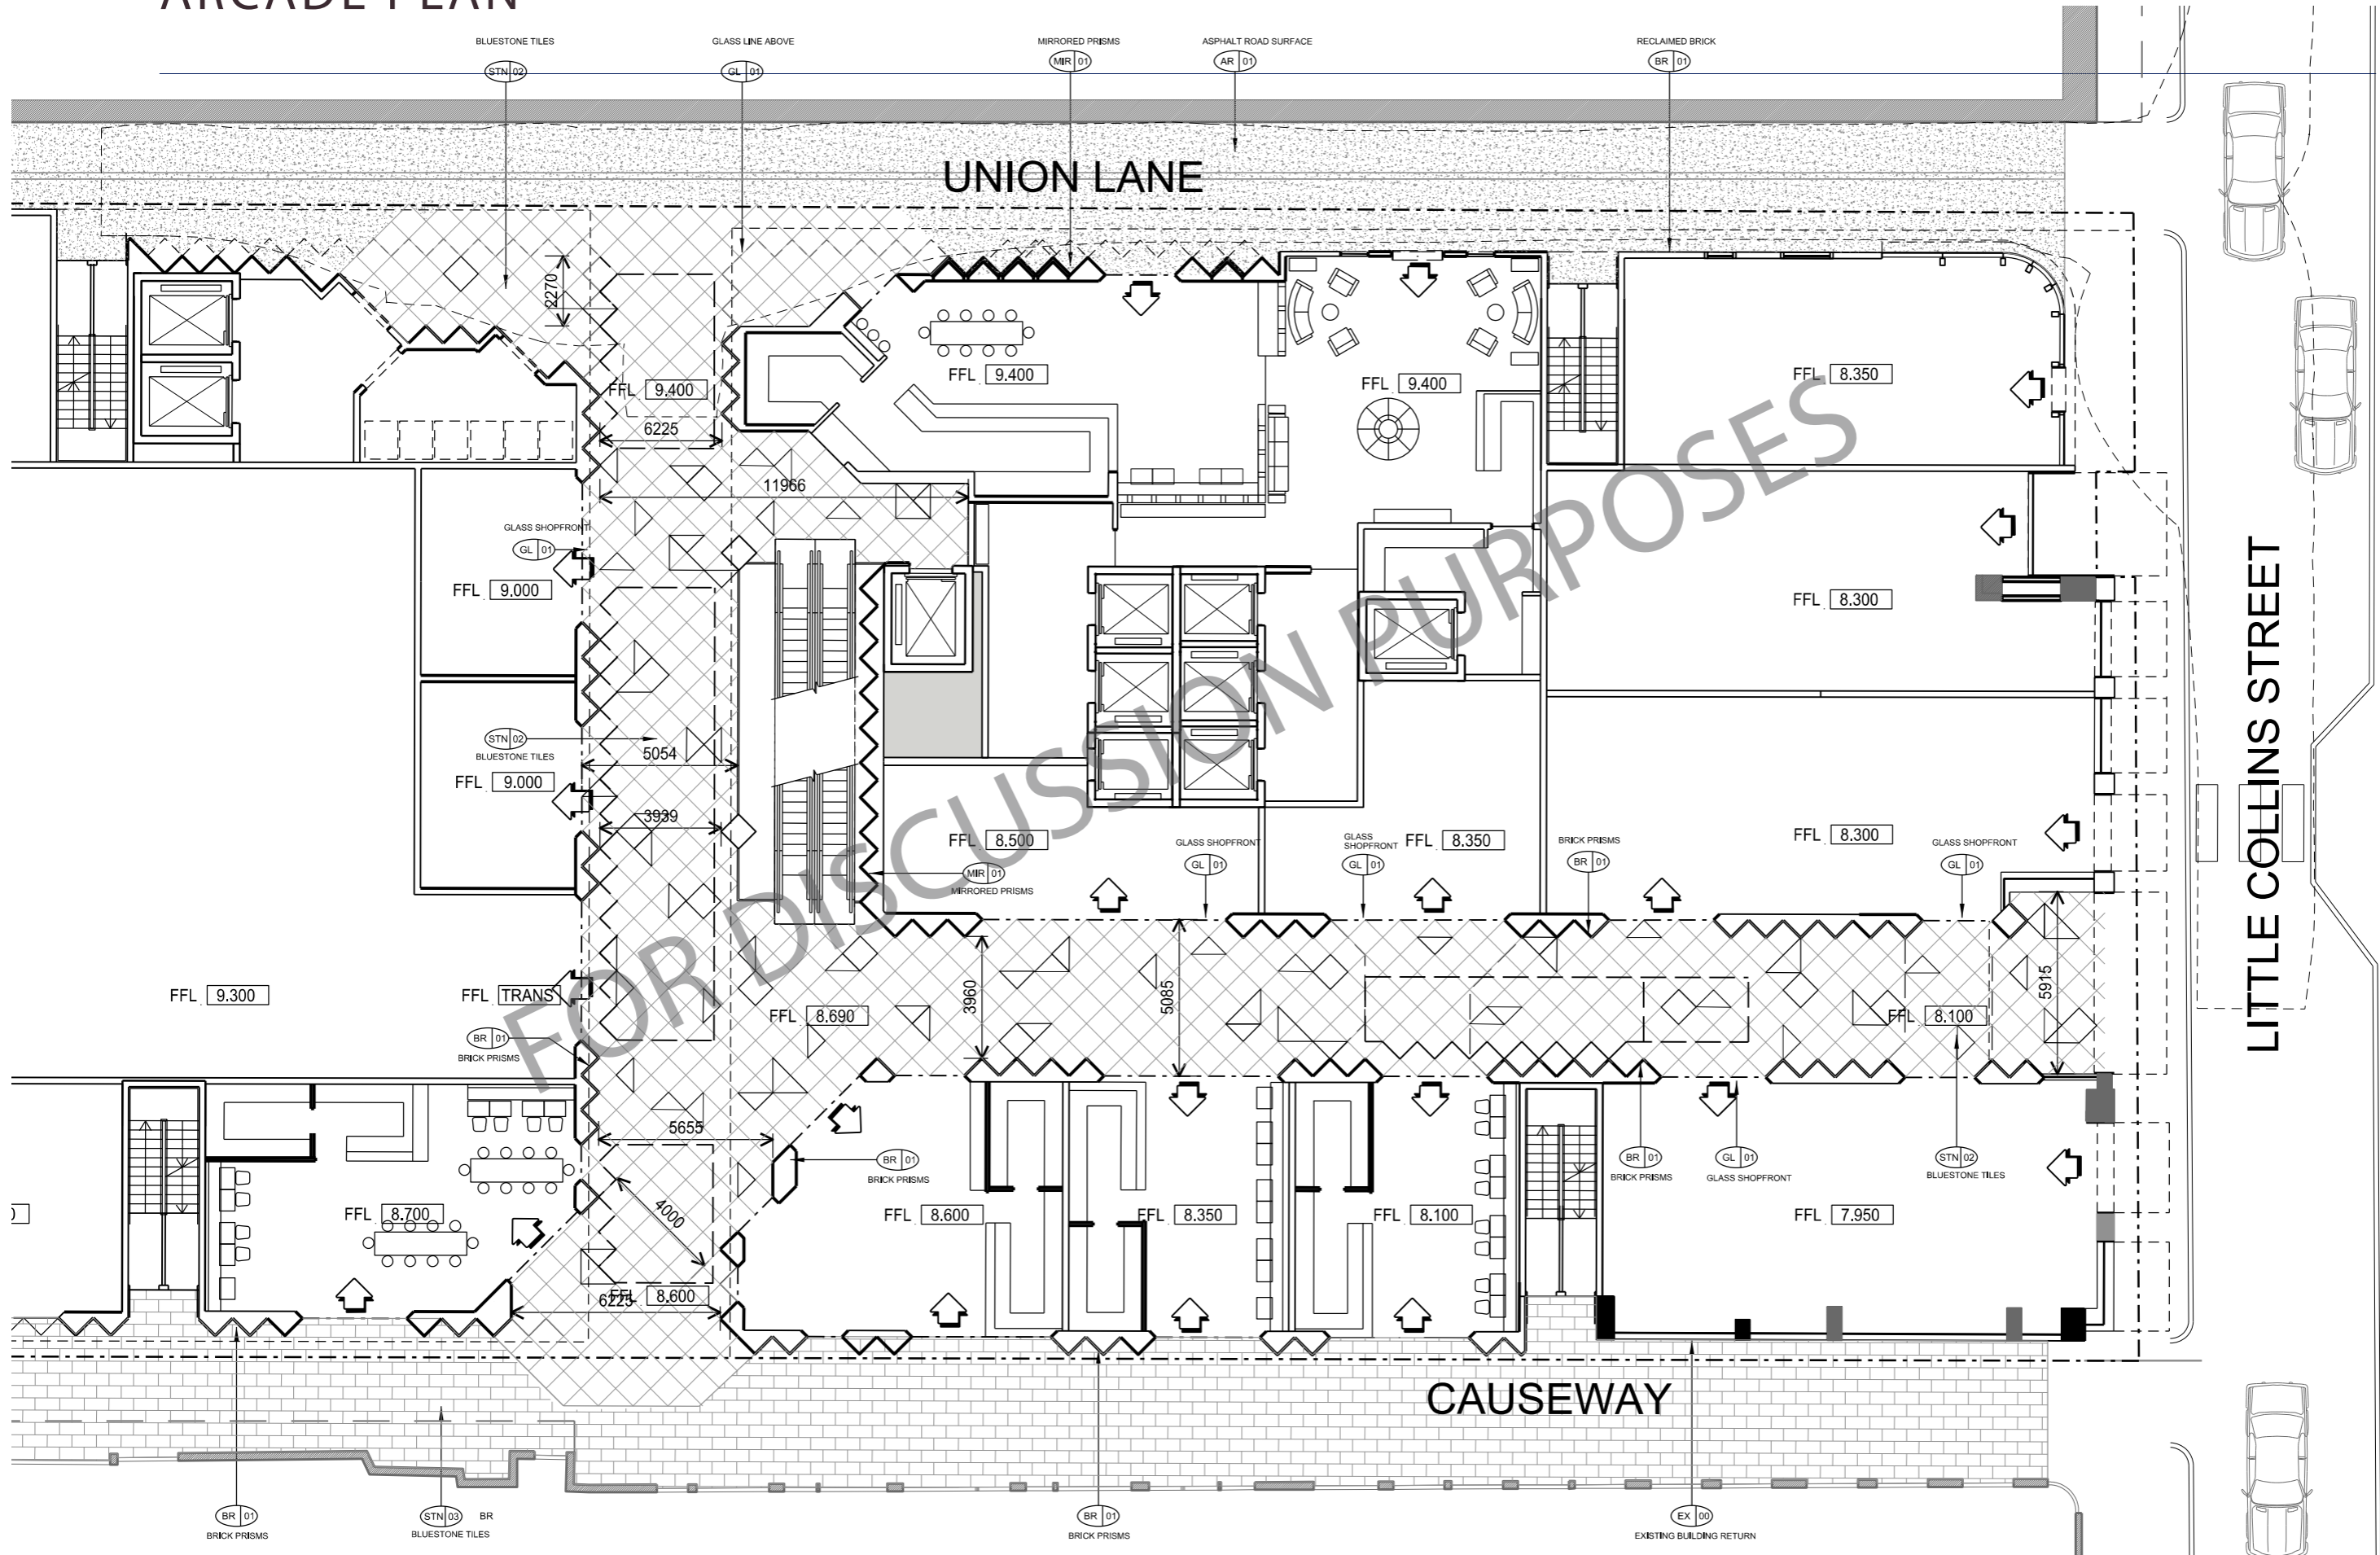 ARCADE PLAN
BLUESTONE TILES
STN 02
GLASS LINE ABOVE
GL 01
MIRRORED PRISMS
MIR 01
ASPHALT ROAD SURFACE
AR 01
RECLAIMED BRICK
BR 01
UNION LANE
2270
FFL 9.400
6225
FFL 9.400
FFL 9.400
FFL 8.350
11966
GLASS SHOPFRONT
GL 01
FFL 9.000
FFL 8.300
STN 02
BLUESTONE TILES
5054
FFL 9.000
3939
FFL 8.500
MIR 01
MIRRORED PRISMS
GLASS SHOPFRONT
GL 01
GLASS
SHOPFRONT
GL 01
FFL 8.350
BRICK PRISMS
BR 01
FFL 8.300
GLASS SHOPFRONT
GL 01
LITTLE COLLINS STREET
FOR DISCUSSION PURPOSES
FFL 9.300
FFL TRANS
FFL 8.690
3960
5085
FFL 8.100
5915
BR 01
BRICK PRISMS
5655
BR 01
BRICK PRISMS
4000
BR 01
BRICK PRISMS
GL 01
GLASS SHOPFRONT
STN 02
BLUESTONE TILES
FFL 8.700
FFL 8.600
FFL 8.350
FFL 8.100
FFL 7.950
6225
FFL 8.600
CAUSEWAY
BR 01
BRICK PRISMS
STN 03
BR
BLUESTONE TILES
BR 01
BRICK PRISMS
EX 00
EXISTING BUILDING RETURN